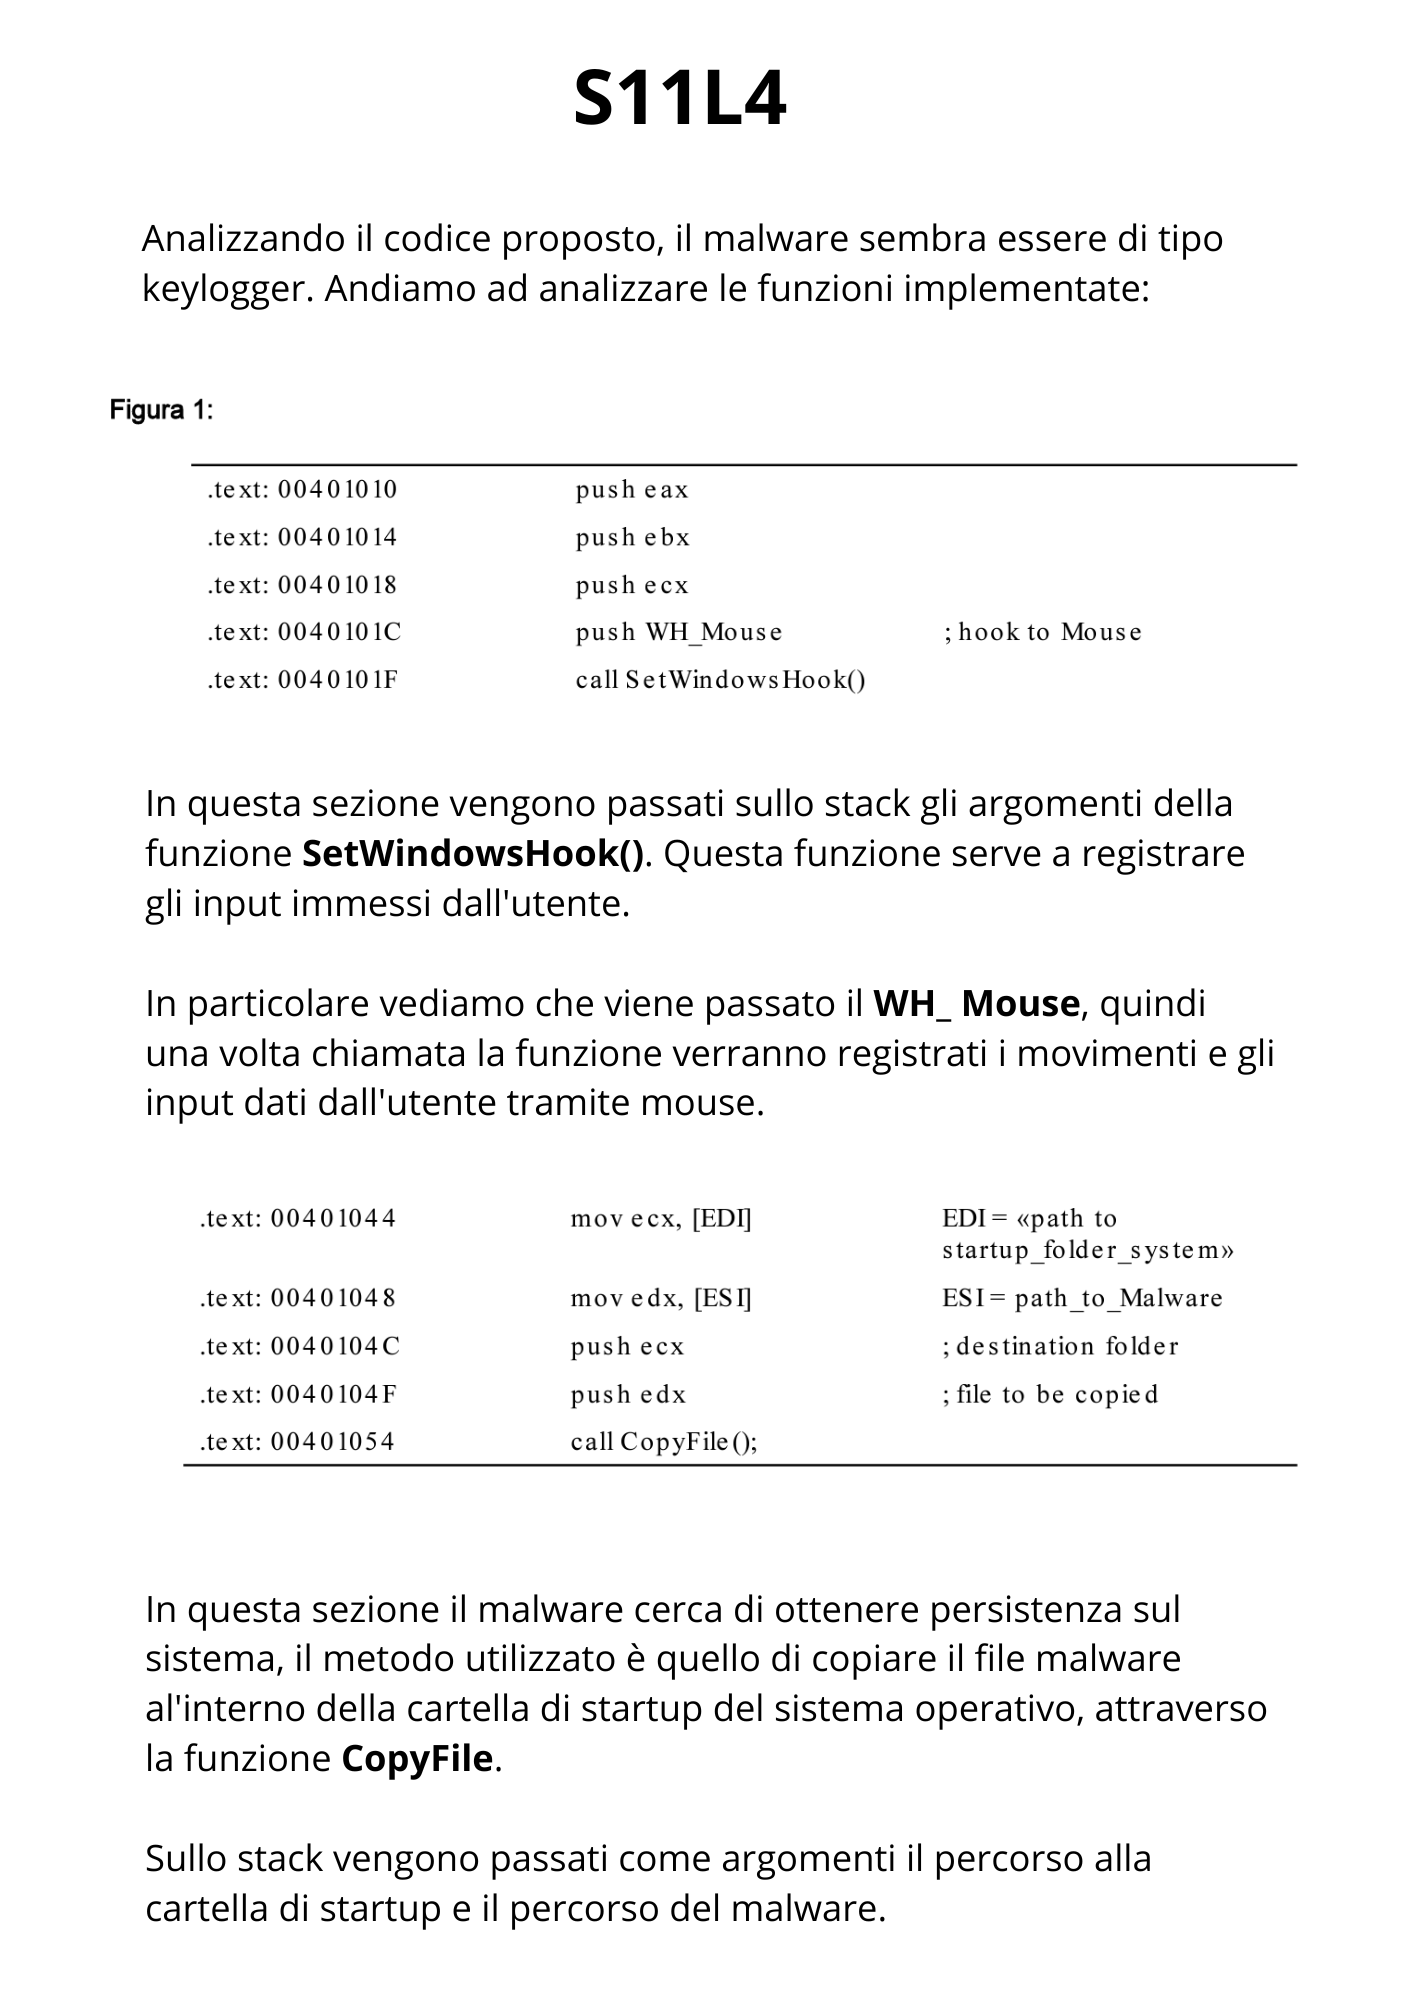 S11L4
Analizzando il codice proposto, il malware sembra essere di tipo
keylogger. Andiamo ad analizzare le funzioni implementate:
Figura 1:
.text: 00401010 push eax
.text: 00401014 push ebx
.text: 00401018 push ecx
.text: 0040101C push WH_Mouse ; hook to Mouse
.text: 0040101F call SetWindowsHook()
In questa sezione vengono passati sullo stack gli argomenti della
funzione SetWindowsHook(). Questa funzione serve a registrare
gli input immessi dall'utente.
In particolare vediamo che viene passato il WH_ Mouse, quindi
una volta chiamata la funzione verranno registrati i movimenti e gli
input dati dall'utente tramite mouse.
.text: 00401044 mov ecx, [EDI] EDI = «path to
startup_folder_system»
.text: 00401048 mov edx, [ESI] ESI = path_to_Malware
.text: 0040104C push ecx ; destination folder
.text: 0040104F push edx ; file to be copied
.text: 00401054 call CopyFile();
In questa sezione il malware cerca di ottenere persistenza sul
sistema, il metodo utilizzato è quello di copiare il file malware
al'interno della cartella di startup del sistema operativo, attraverso
la funzione CopyFile.
Sullo stack vengono passati come argomenti il percorso alla
cartella di startup e il percorso del malware.